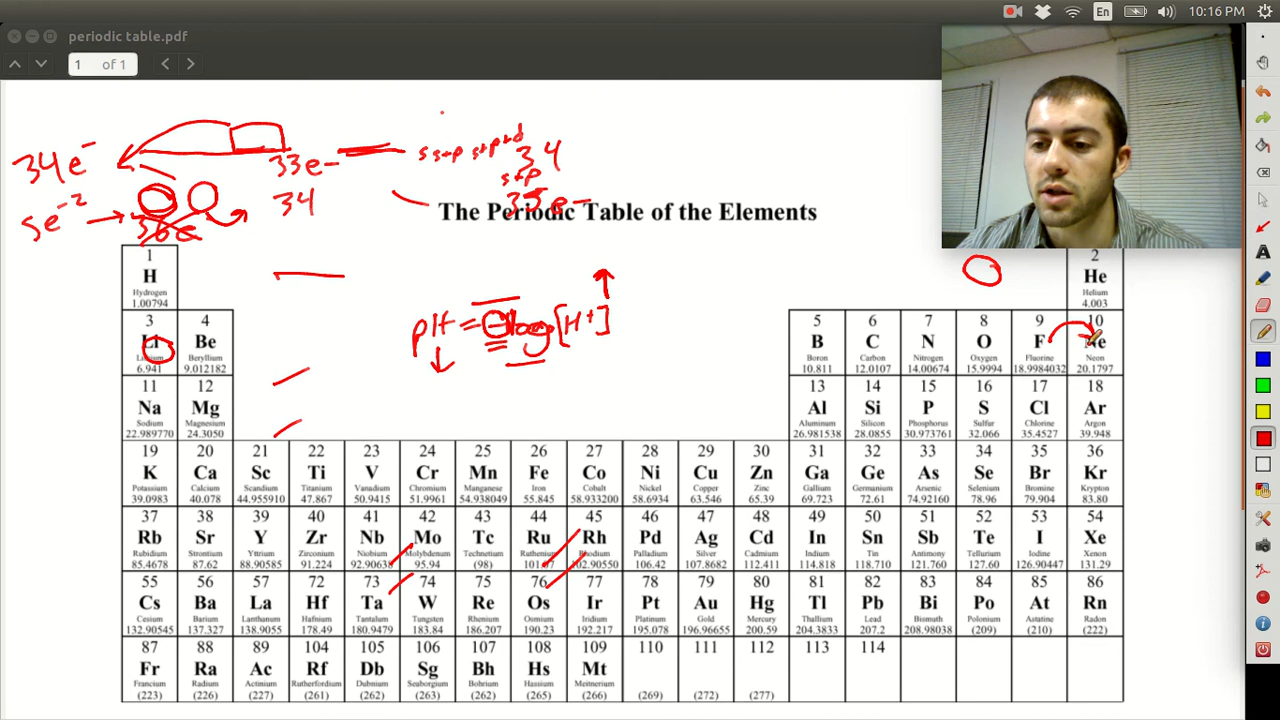 En 10:16 PM
periodic table.pdf
1 of 1
34e-
33e-
s s+p s+p+d
34
s+p
Se-2
34
36e
35e-
The Periodic Table of the Elements
pH = -log[H+]
1 2
H He
Hydrogen Helium
1.00794 4.003
3 4 5 6 7 8 9 10
Li Be B C N O F Ne
Lithium Beryllium Boron Carbon Nitrogen Oxygen Fluorine Neon
6.941 9.012182 10.811 12.0107 14.00674 15.9994 18.9984032 20.1797
11 12 13 14 15 16 17 18
Na Mg Al Si P S Cl Ar
Sodium Magnesium Aluminum Silicon Phosphorus Sulfur Chlorine Argon
22.989770 24.3050 26.981538 28.0855 30.973761 32.066 35.4527 39.948
19 20 21 22 23 24 25 26 27 28 29 30 31 32 33 34 35 36
K Ca Sc Ti V Cr Mn Fe Co Ni Cu Zn Ga Ge As Se Br Kr
Potassium Calcium Scandium Titanium Vanadium Chromium Manganese Iron Cobalt Nickel Copper Zinc Gallium Germanium Arsenic Selenium Bromine Krypton
39.0983 40.078 44.955910 47.867 50.9415 51.9961 54.938049 55.845 58.933200 58.6934 63.546 65.39 69.723 72.61 74.92160 78.96 79.904 83.80
37 38 39 40 41 42 43 44 45 46 47 48 49 50 51 52 53 54
Rb Sr Y Zr Nb Mo Tc Ru Rh Pd Ag Cd In Sn Sb Te I Xe
Rubidium Strontium Yttrium Zirconium Niobium Molybdenum Technetium Ruthenium Rhodium Palladium Silver Cadmium Indium Tin Antimony Tellurium Iodine Xenon
85.4678 87.62 88.90585 91.224 92.90638 95.94 (98) 101.07 102.90550 106.42 107.8682 112.411 114.818 118.710 121.760 127.60 126.90447 131.29
55 56 57 72 73 74 75 76 77 78 79 80 81 82 83 84 85 86
Cs Ba La Hf Ta W Re Os Ir Pt Au Hg Tl Pb Bi Po At Rn
Cesium Barium Lanthanum Hafnium Tantalum Tungsten Rhenium Osmium Iridium Platinum Gold Mercury Thallium Lead Bismuth Polonium Astatine Radon
132.90545 137.327 138.9055 178.49 180.9479 183.84 186.207 190.23 192.217 195.078 196.96655 200.59 204.3833 207.2 208.98038 (209) (210) (222)
87 88 89 104 105 106 107 108 109 110 111 112 113 114
Fr Ra Ac Rf Db Sg Bh Hs Mt
Francium Radium Actinium Rutherfordium Dubnium Seaborgium Bohrium Hassium Meitnerium
(223) (226) (227) (261) (262) (263) (262) (265) (266) (269) (272) (277)